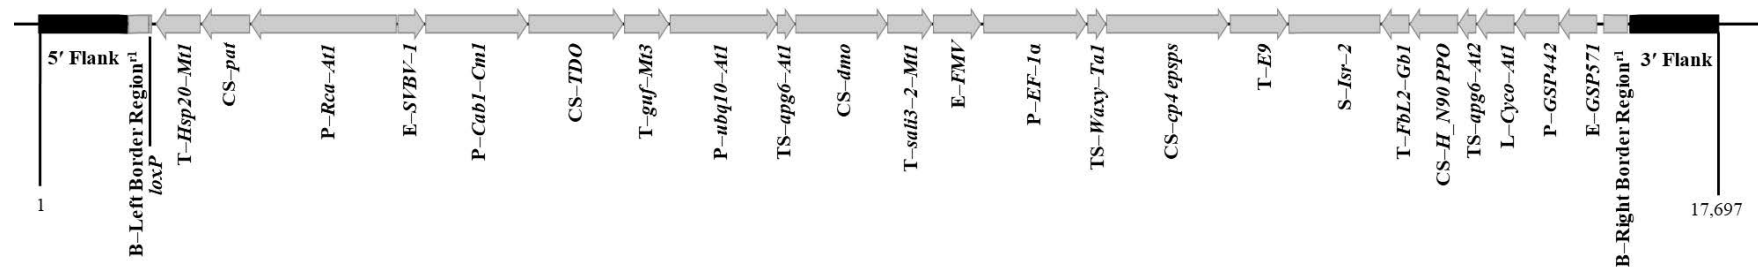 5′ Flank
B–Left Border Region^r1
loxP
T–Hsp20–Mt1
CS–pat
P–Rca–At1
E–SVBV–1
P–Cab1–Cm1
CS–TDO
T–guf–Mt3
P–ubq10–At1
TS–apg6–At1
CS–dmo
T–sali3–2–Mt1
E–FMV
P–EF–1α
TS–Waxy–Ta1
CS–cp4 epsps
T–E9
S–Isr–2
T–FbL2–Gb1
CS–H_N90 PPO
TS–apg6–At2
L–Cyco–At1
P–GSP442
E–GSP571
B–Right Border Region^r1
3′ Flank
1
17,697